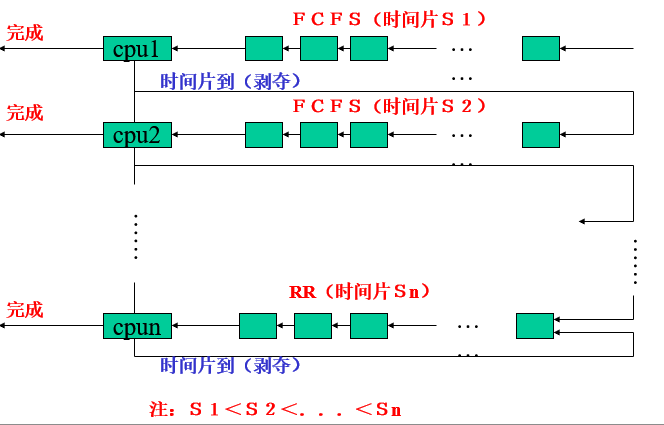 ＦＣＦＳ（时间片Ｓ１）
完成
cpu1
…
…
时间片到（剥夺）
ＦＣＦＳ（时间片Ｓ２）
完成
cpu2
…
…
……
……
RR（时间片Ｓn）
完成
cpun
…
…
时间片到（剥夺）
注：Ｓ１＜Ｓ２＜．．．＜Ｓn